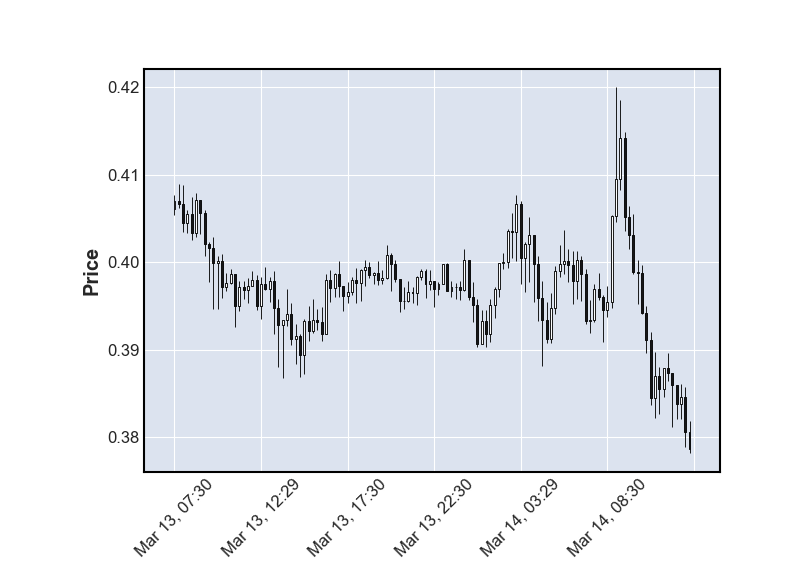 0.42
0.41
0.40
0.39
0.38
Price
Mar 13, 07:30
Mar 13, 12:29
Mar 13, 17:30
Mar 13, 22:30
Mar 14, 03:29
Mar 14, 08:30